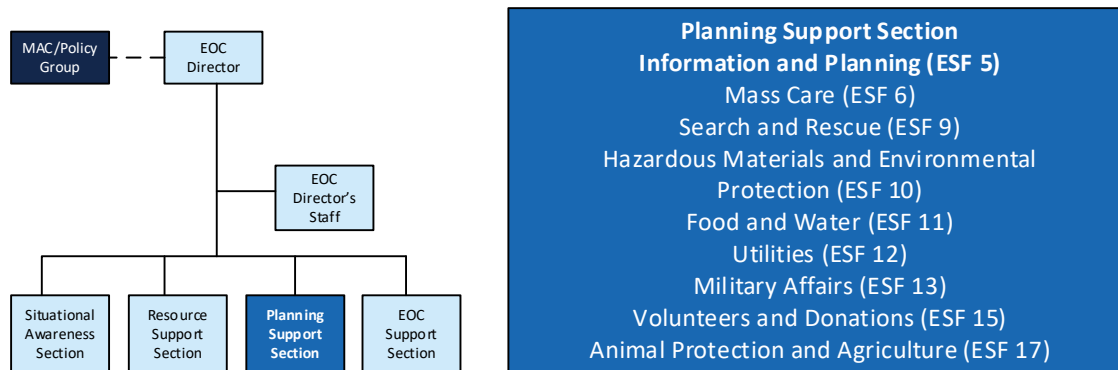 MAC/Policy
Group
EOC
Director
EOC
Director's
Staff
Situational
Awareness
Section
Resource
Support
Section
Planning
Support
Section
EOC
Support
Section
Planning Support Section
Information and Planning (ESF 5)
Mass Care (ESF 6)
Search and Rescue (ESF 9)
Hazardous Materials and Environmental
Protection (ESF 10)
Food and Water (ESF 11)
Utilities (ESF 12)
Military Affairs (ESF 13)
Volunteers and Donations (ESF 15)
Animal Protection and Agriculture (ESF 17)